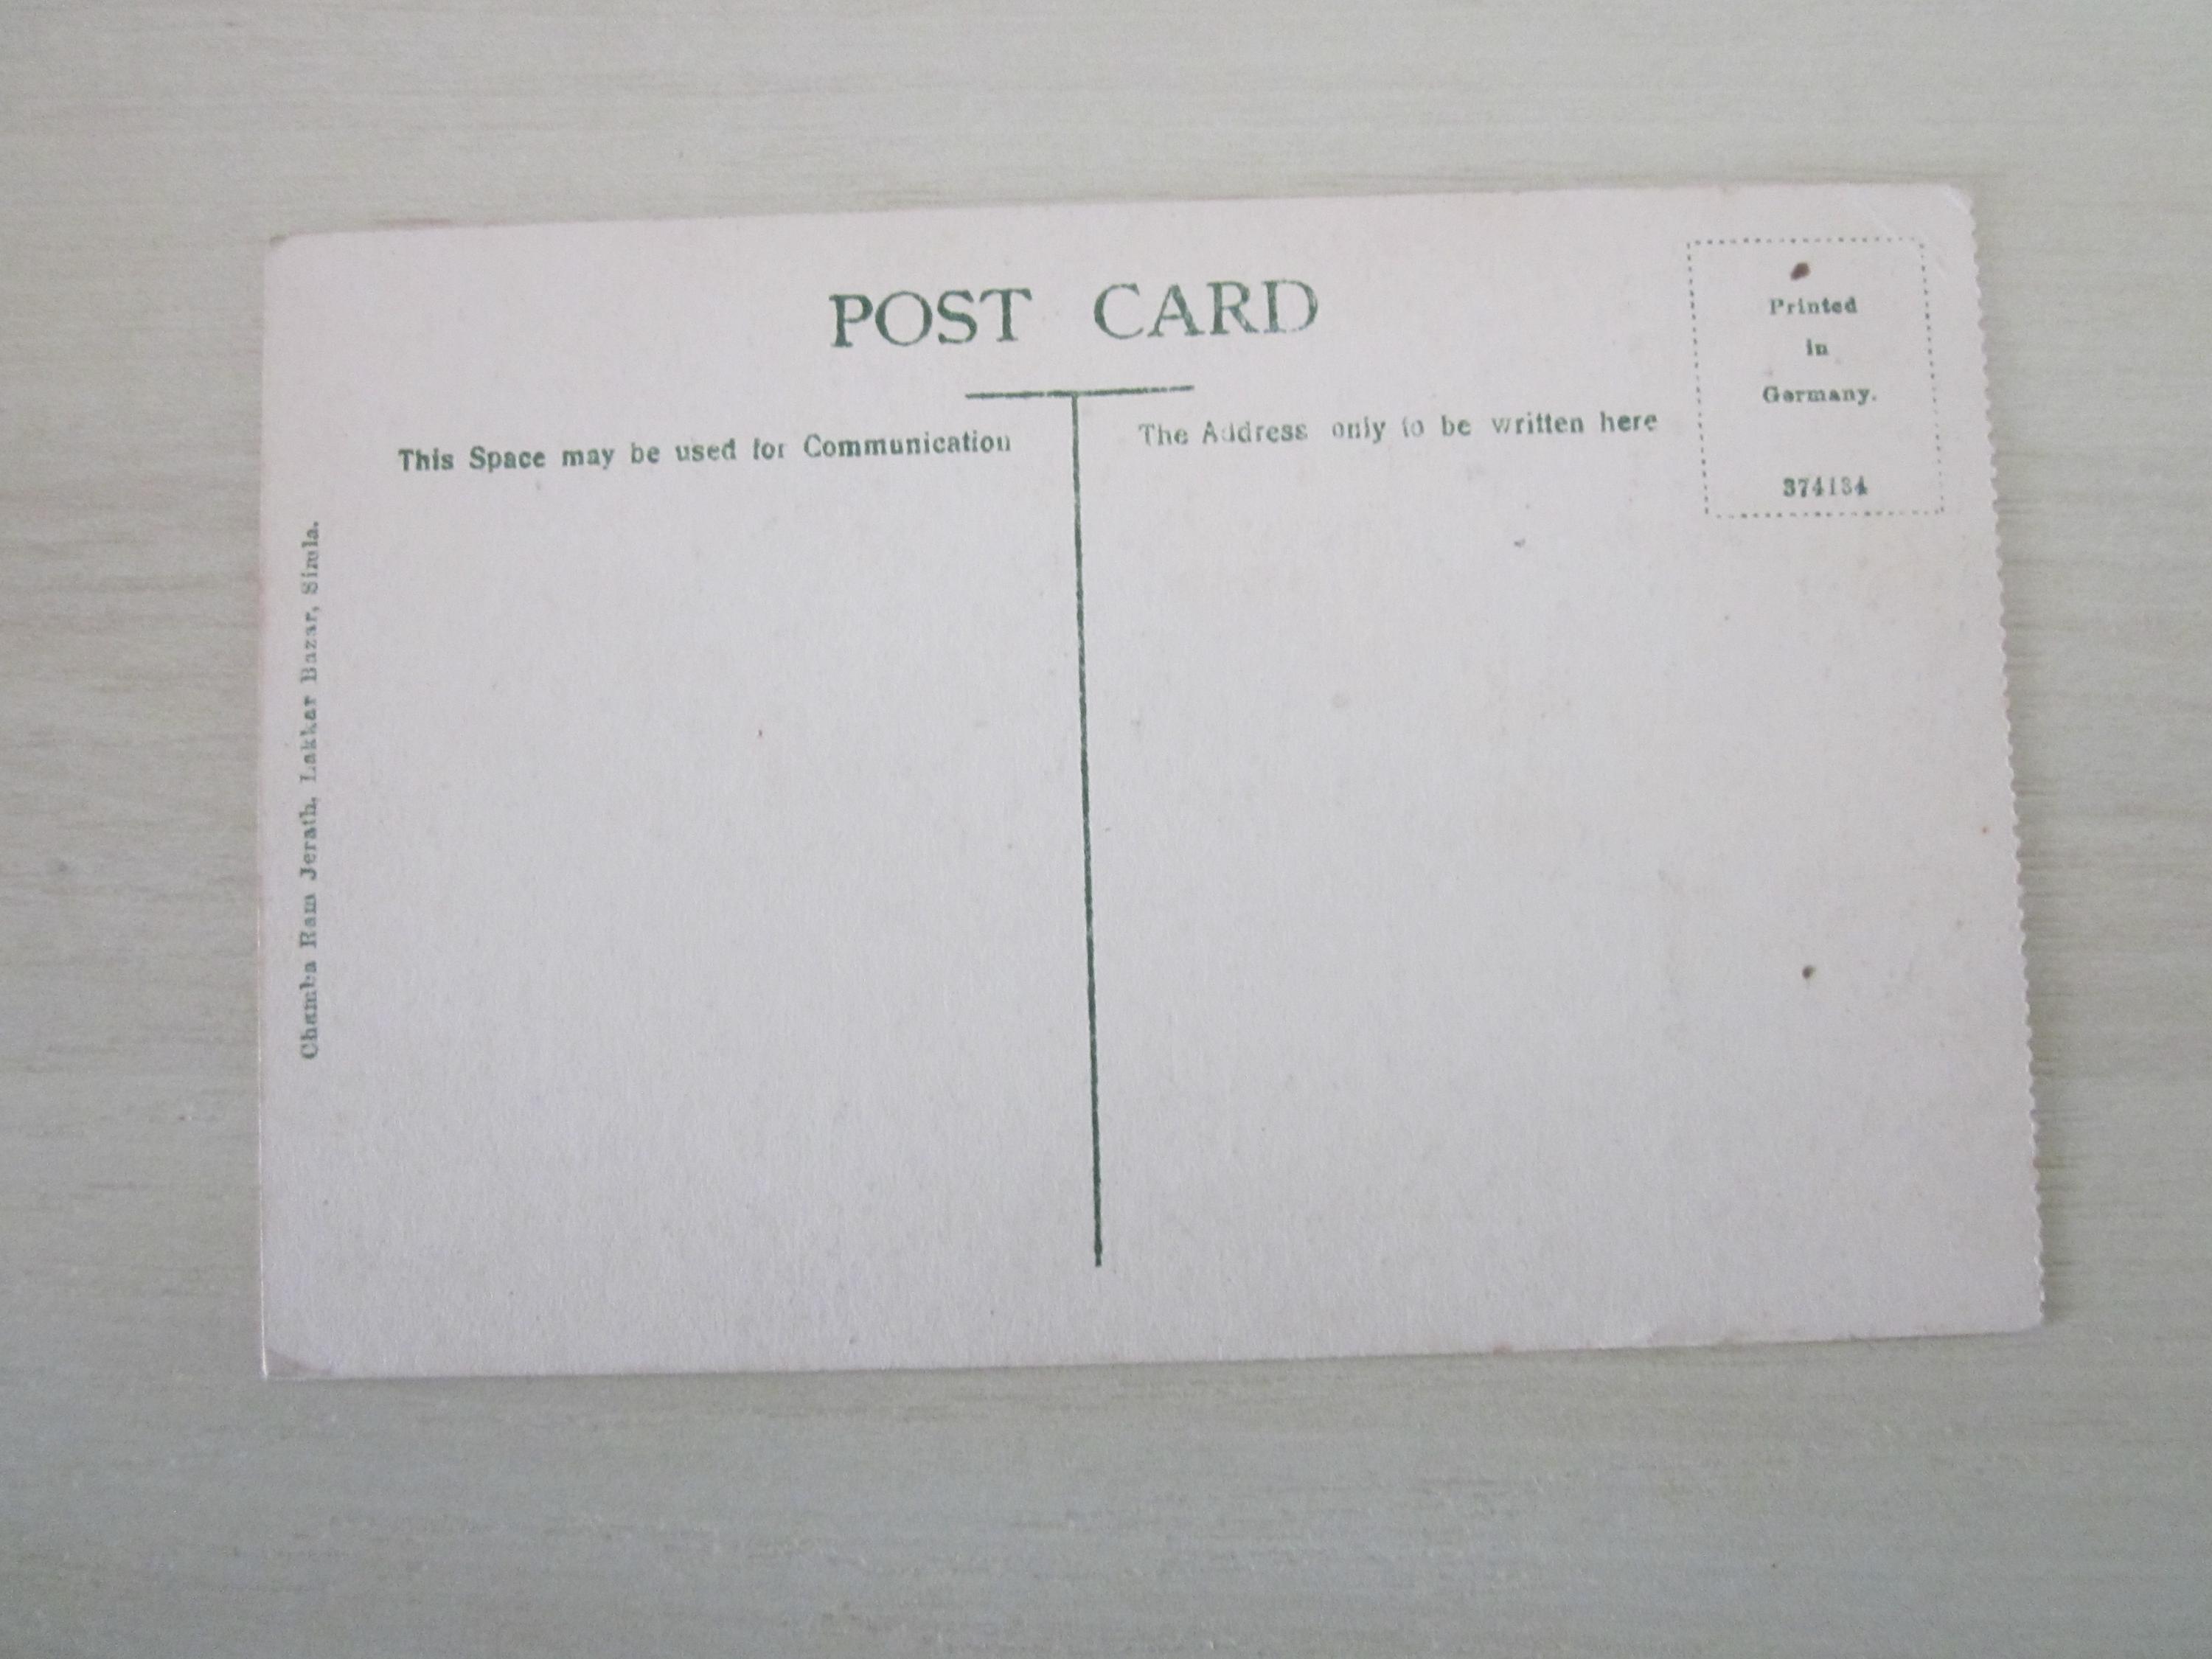 POST CARD
This Space may be used for Communication
The Address only to be written here
Printed
in
Germany.
374134
Chamba Ram Jerath, Lakkar Bazar, Simla.